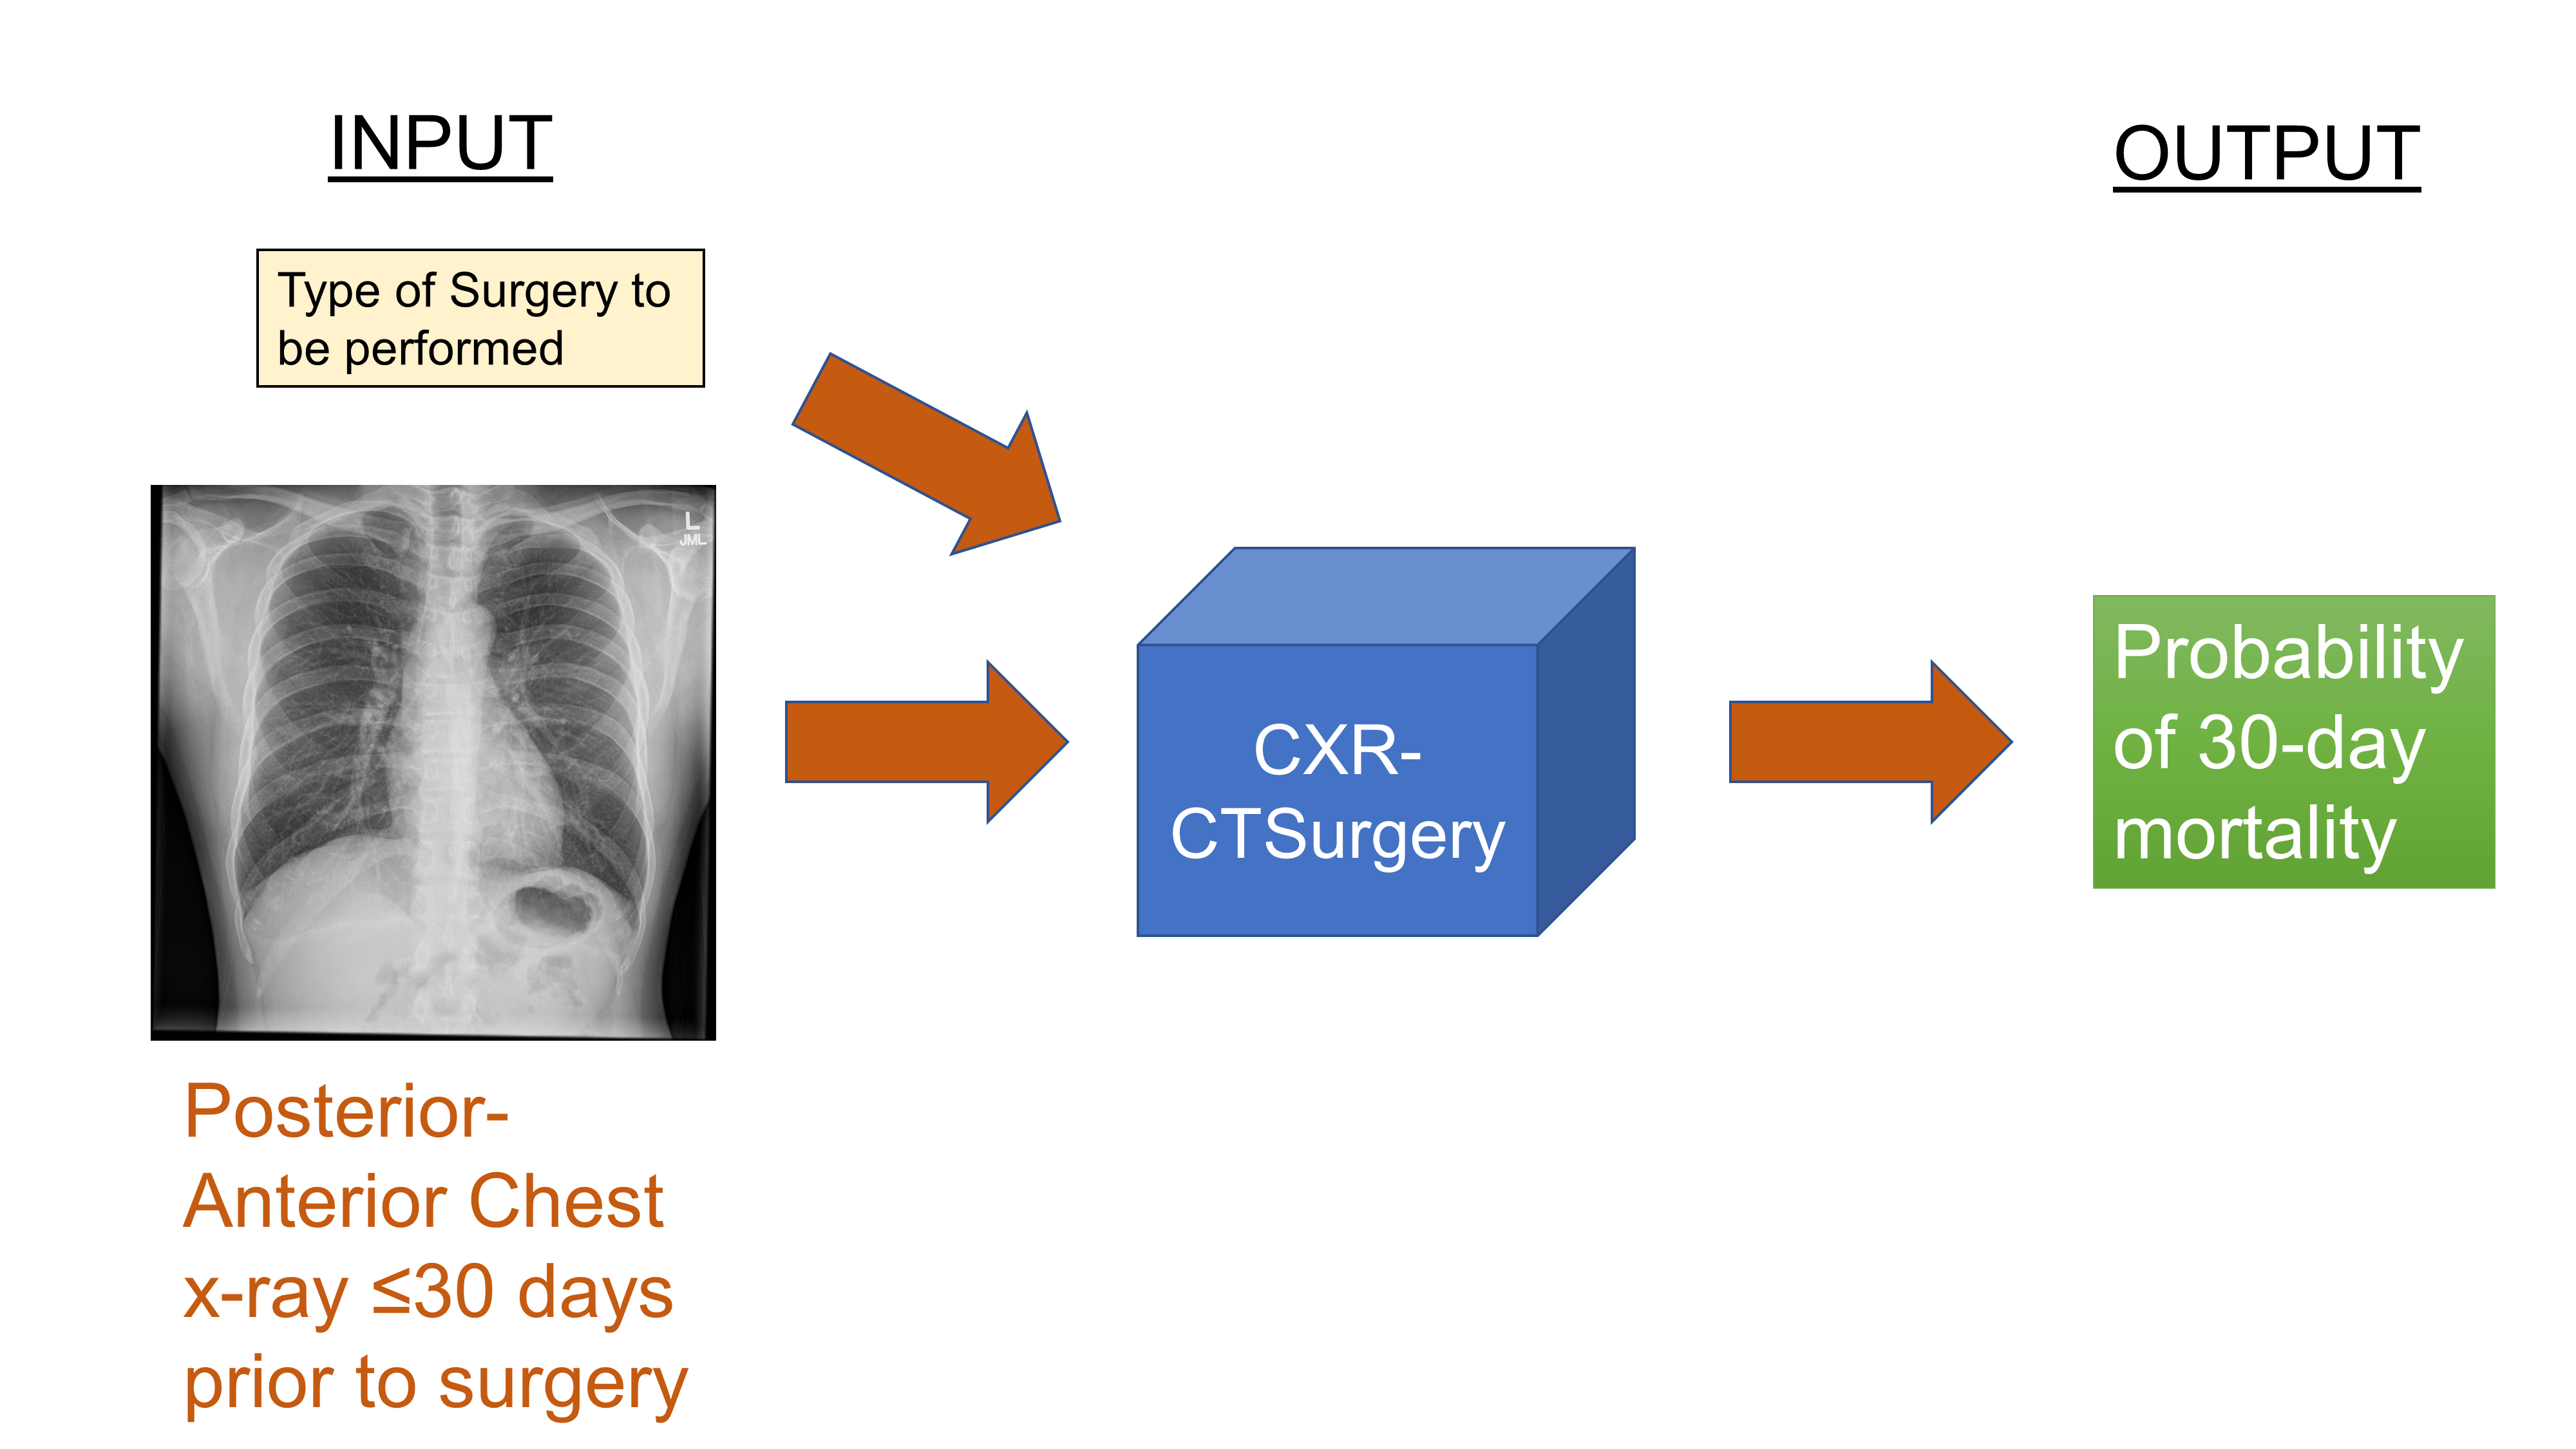 INPUT
OUTPUT
Type of Surgery to
be performed
L
JML
CXR-
CTSurgery
Probability
of 30-day
mortality
Posterior-
Anterior Chest
x-ray ≤30 days
prior to surgery